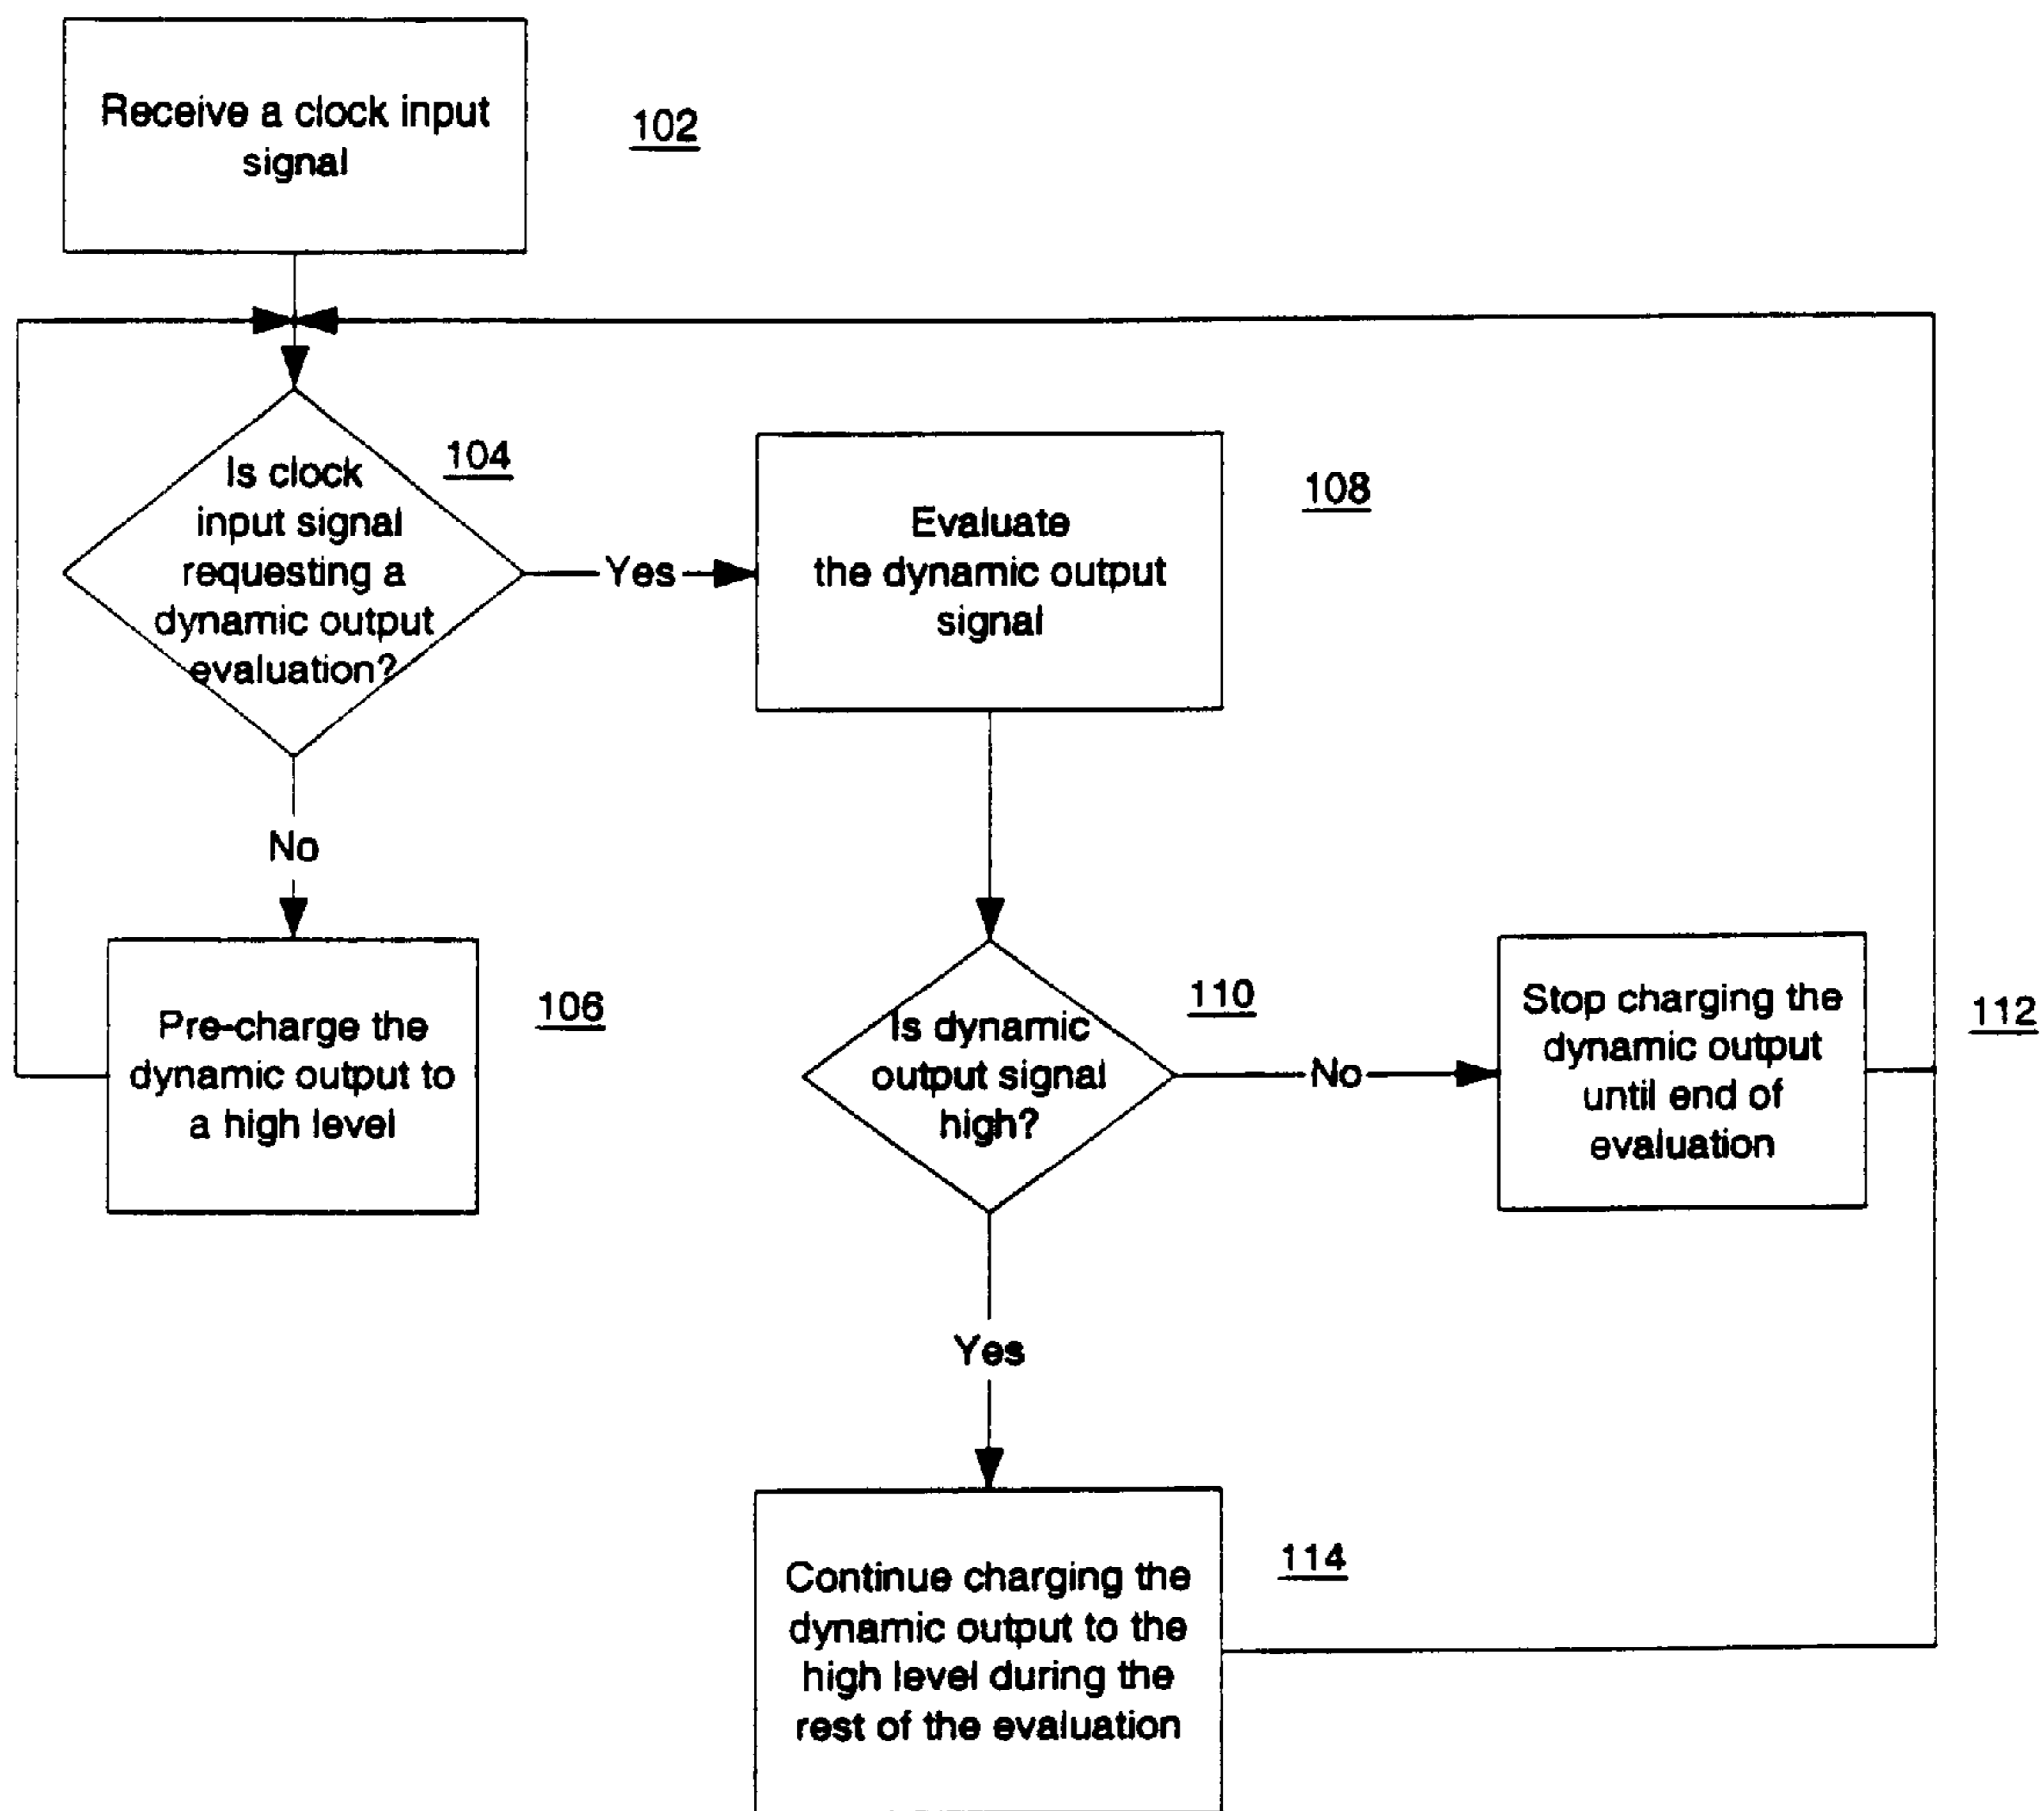 Receive a clock input
signal
102
Is clock
input signal
requesting a
dynamic output
evaluation?
104
Yes
Evaluate
the dynamic output
signal
108
No
Pre-charge the
dynamic output to
a high level
106
Is dynamic
output signal
high?
110
No
Stop charging the
dynamic output
until end of
evaluation
112
Yes
Continue charging the
dynamic output to the
high level during the
rest of the evaluation
114